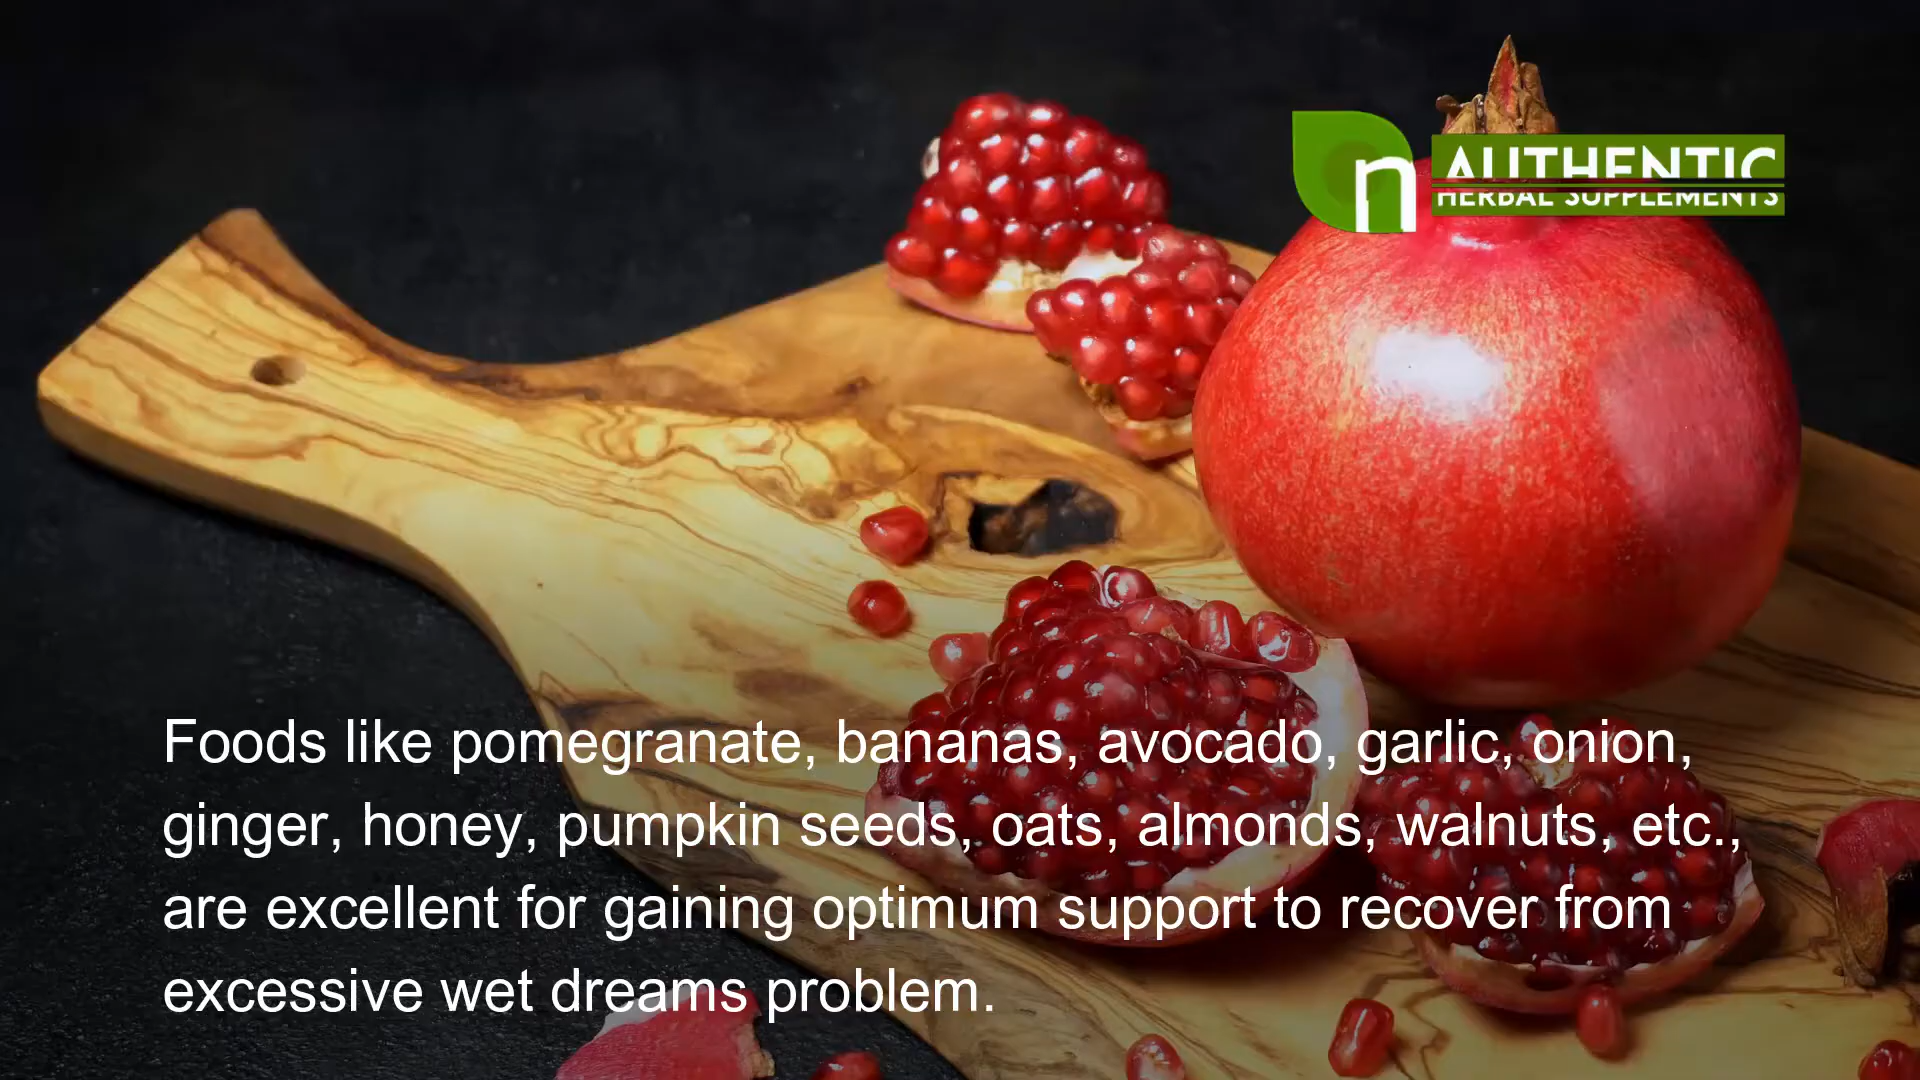 n
AUTHENTIC
HERBAL SUPPLEMENTS
Foods like pomegranate, bananas, avocado, garlic, onion,
ginger, honey, pumpkin seeds, oats, almonds, walnuts, etc.,
are excellent for gaining optimum support to recover from
excessive wet dreams problem.